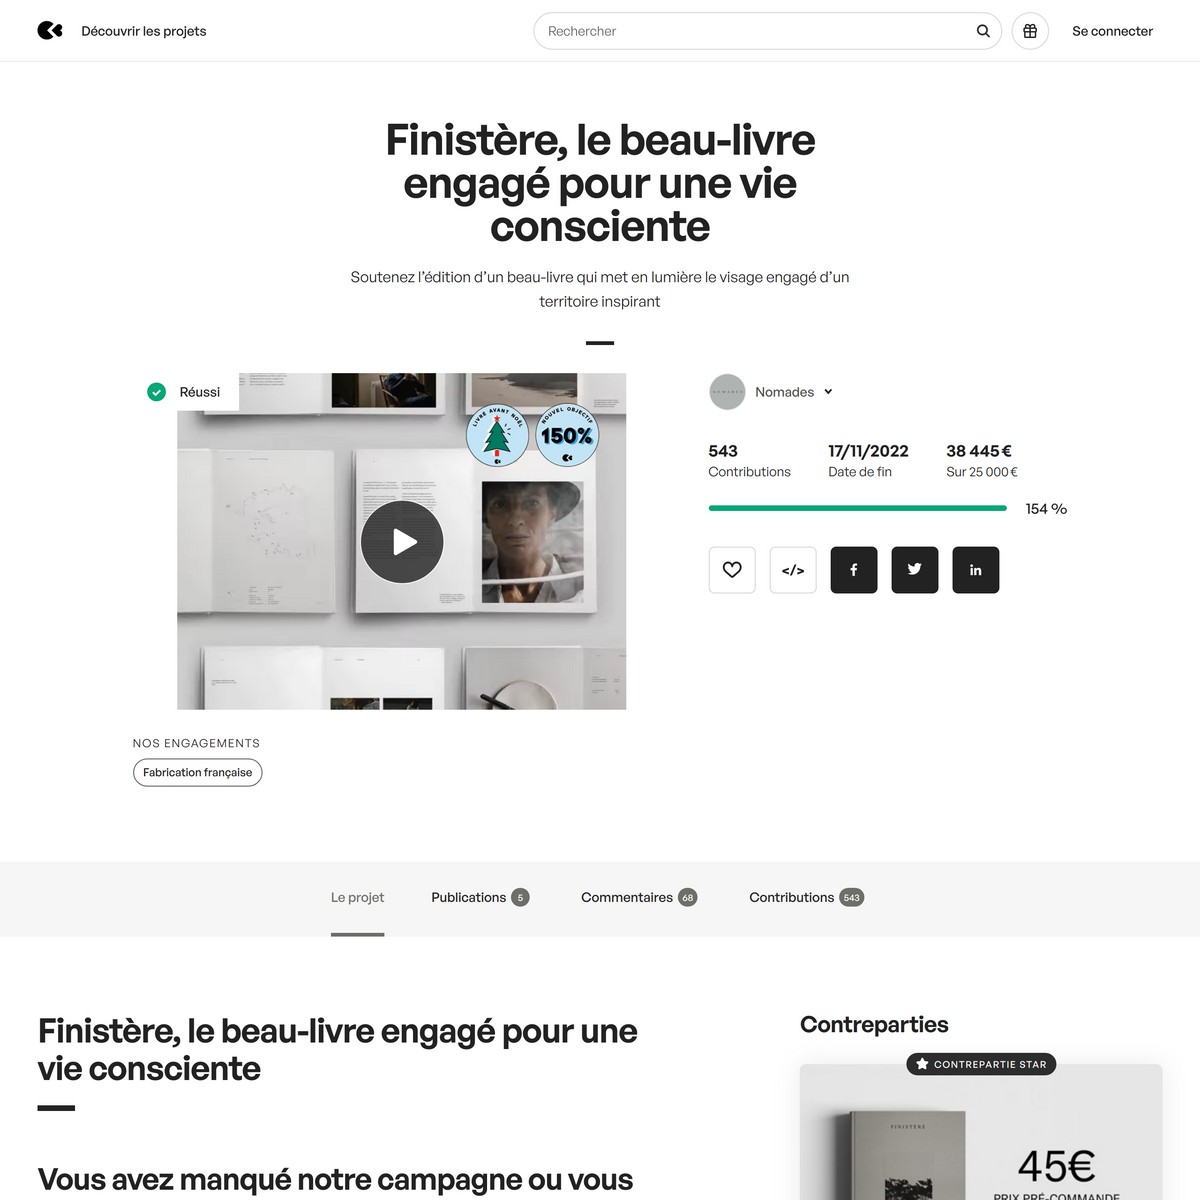 Découvrir les projets
Rechercher
Se connecter
Finistère, le beau-livre
engagé pour une vie
consciente
Soutenez l'édition d'un beau-livre qui met en lumière le visage engagé d'un
territoire inspirant
Réussi
LIVRE AVANT NOËL
NOUVEL OBJECTIF
150%
NOMADES
Nomades
543
Contributions
17/11/2022
Date de fin
38 445 €
Sur 25 000 €
154 %
</>
NOS ENGAGEMENTS
Fabrication française
Le projet
Publications 5
Commentaires 68
Contributions 543
Finistère, le beau-livre engagé pour une
vie consciente
Vous avez manqué notre campagne ou vous
Contreparties
CONTREPARTIE STAR
FINISTÈRE
45€
PRIX PRÉ-COMMANDE